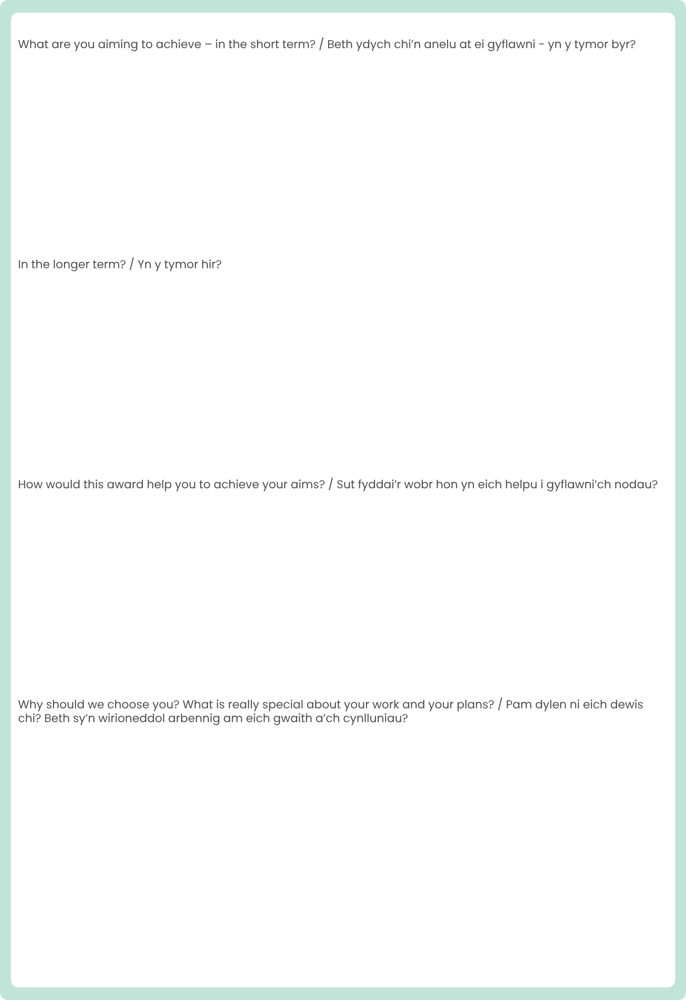 What are you aiming to achieve – in the short term? / Beth ydych chi’n anelu at ei gyflawni - yn y tymor byr?
In the longer term? / Yn y tymor hir?
How would this award help you to achieve your aims? / Sut fyddai’r wobr hon yn eich helpu i gyflawni’ch nodau?
Why should we choose you? What is really special about your work and your plans? / Pam dylen ni eich dewis
chi? Beth sy’n wirioneddol arbennig am eich gwaith a’ch cynlluniau?